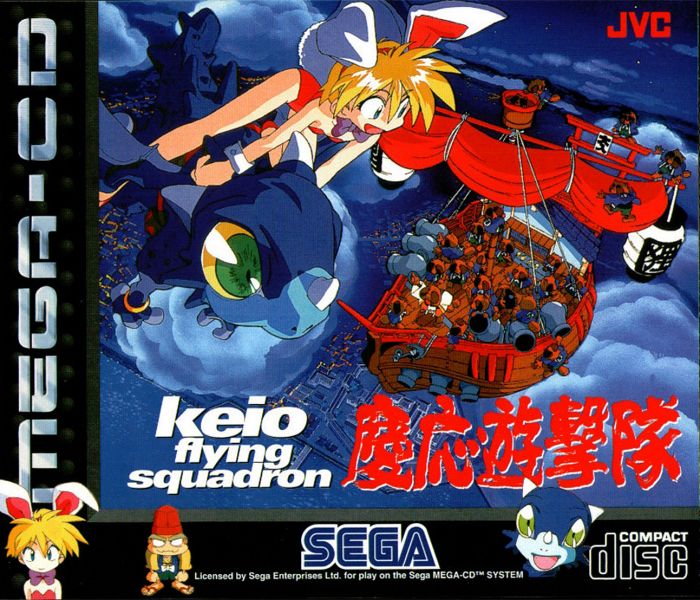 MEGA-CD
JVC
keio
flying
squadron
慶応遊撃隊
SEGA
Licensed by Sega Enterprises Ltd. for play on the Sega MEGA-CD™ SYSTEM
COMPACT
disc